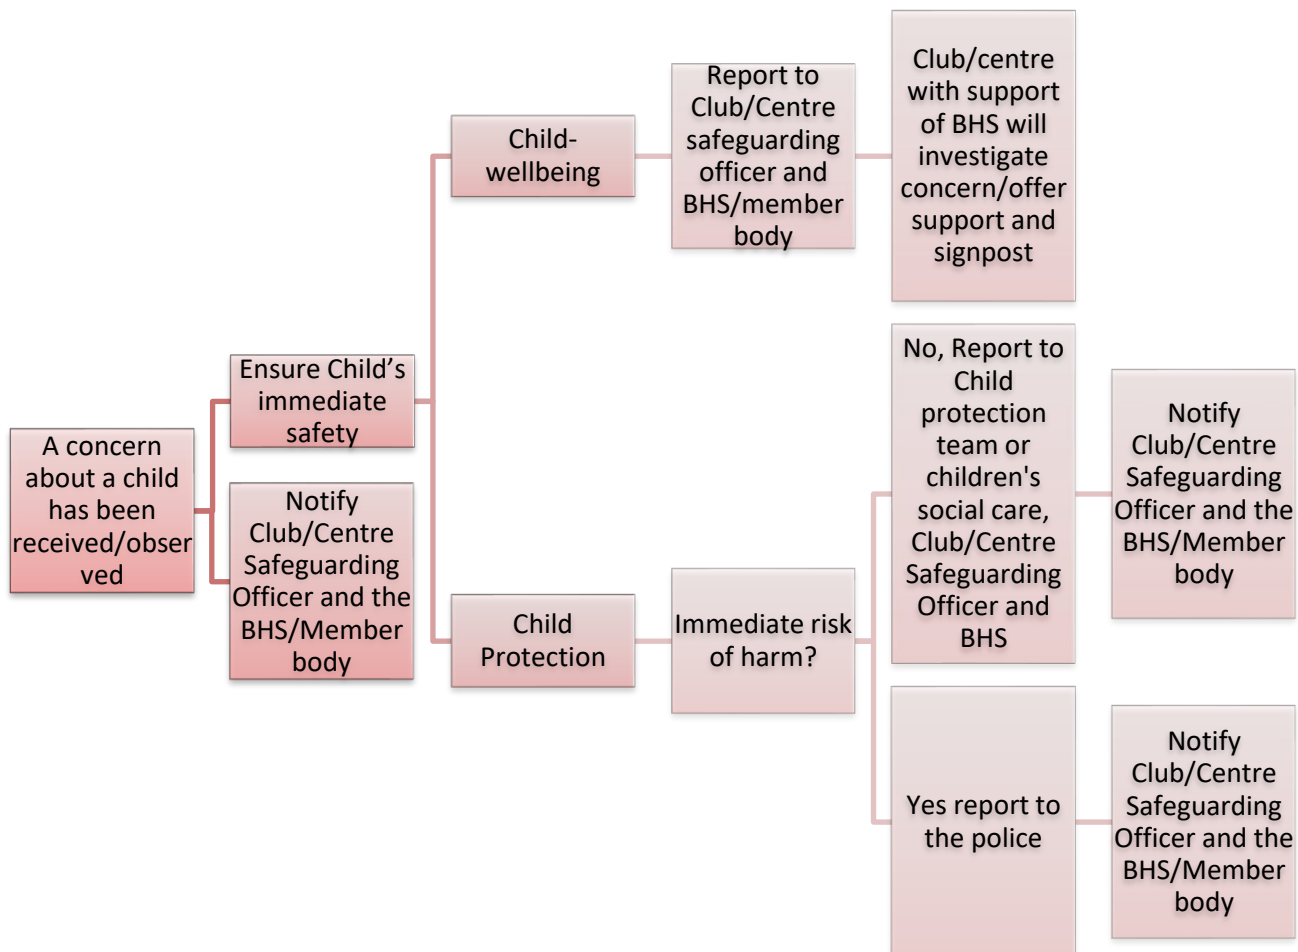 A concern
about a child
has been
received/obser
ved
Ensure Child’s
immediate
safety
Notify
Club/Centre
Safeguarding
Officer and the
BHS/Member
body
Child-
wellbeing
Report to
Club/Centre
safeguarding
officer and
BHS/member
body
Club/centre
with support
of BHS will
investigate
concern/offer
support and
signpost
Child
Protection
Immediate risk
of harm?
No, Report to
Child
protection
team or
children's
social care,
Club/Centre
Safeguarding
Officer and
BHS
Notify
Club/Centre
Safeguarding
Officer and the
BHS/Member
body
Yes report to
the police
Notify
Club/Centre
Safeguarding
Officer and the
BHS/Member
body